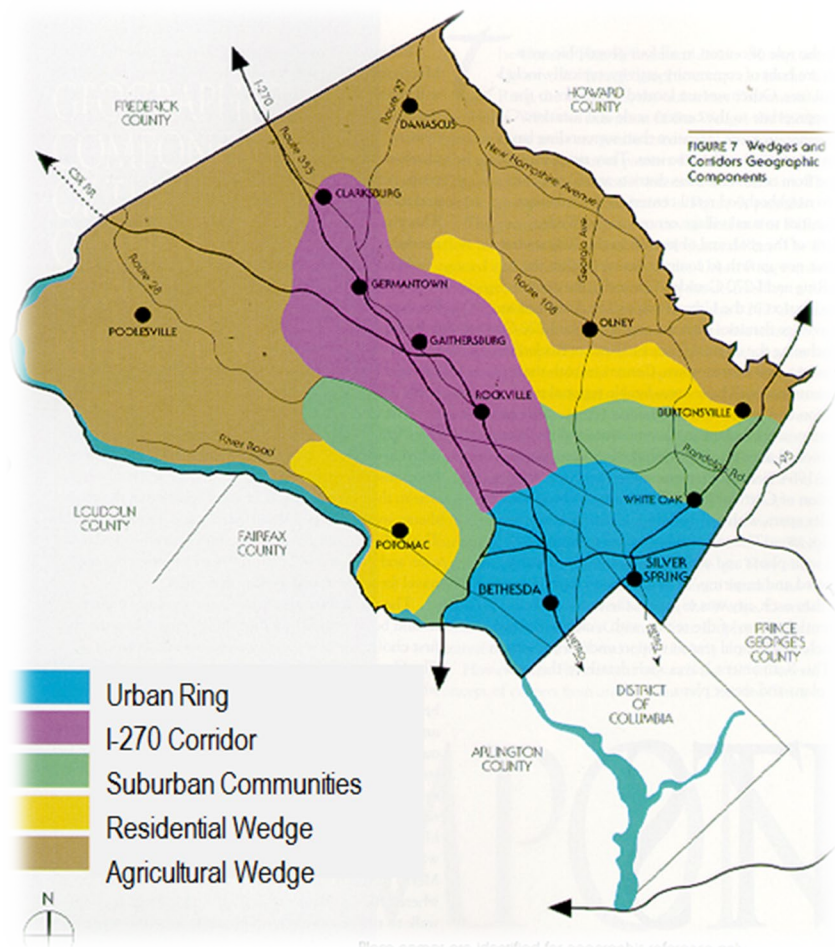 FREDERICK
COUNTY
I-270
Route 355
Route 27
DAMASCUS
HOWARD
COUNTY
FIGURE 7 Wedges and
Corridors Geographic
Components
CSX RR
New Hampshire Avenue
CLARKSBURG
Route 28
Georgia Ave.
GERMANTOWN
Route 108
POOLESVILLE
OLNEY
GAITHERSBURG
ROCKVILLE
BURTONSVILLE
River Road
Randolph Rd
I-95
WHITE OAK
LOUDOUN
COUNTY
FAIRFAX
COUNTY
POTOMAC
BETHESDA
SILVER
SPRING
METRO
METRO
PRINCE
GEORGE'S
COUNTY
DISTRICT
OF
COLUMBIA
ARLINGTON
COUNTY
Urban Ring
I-270 Corridor
Suburban Communities
Residential Wedge
Agricultural Wedge
N